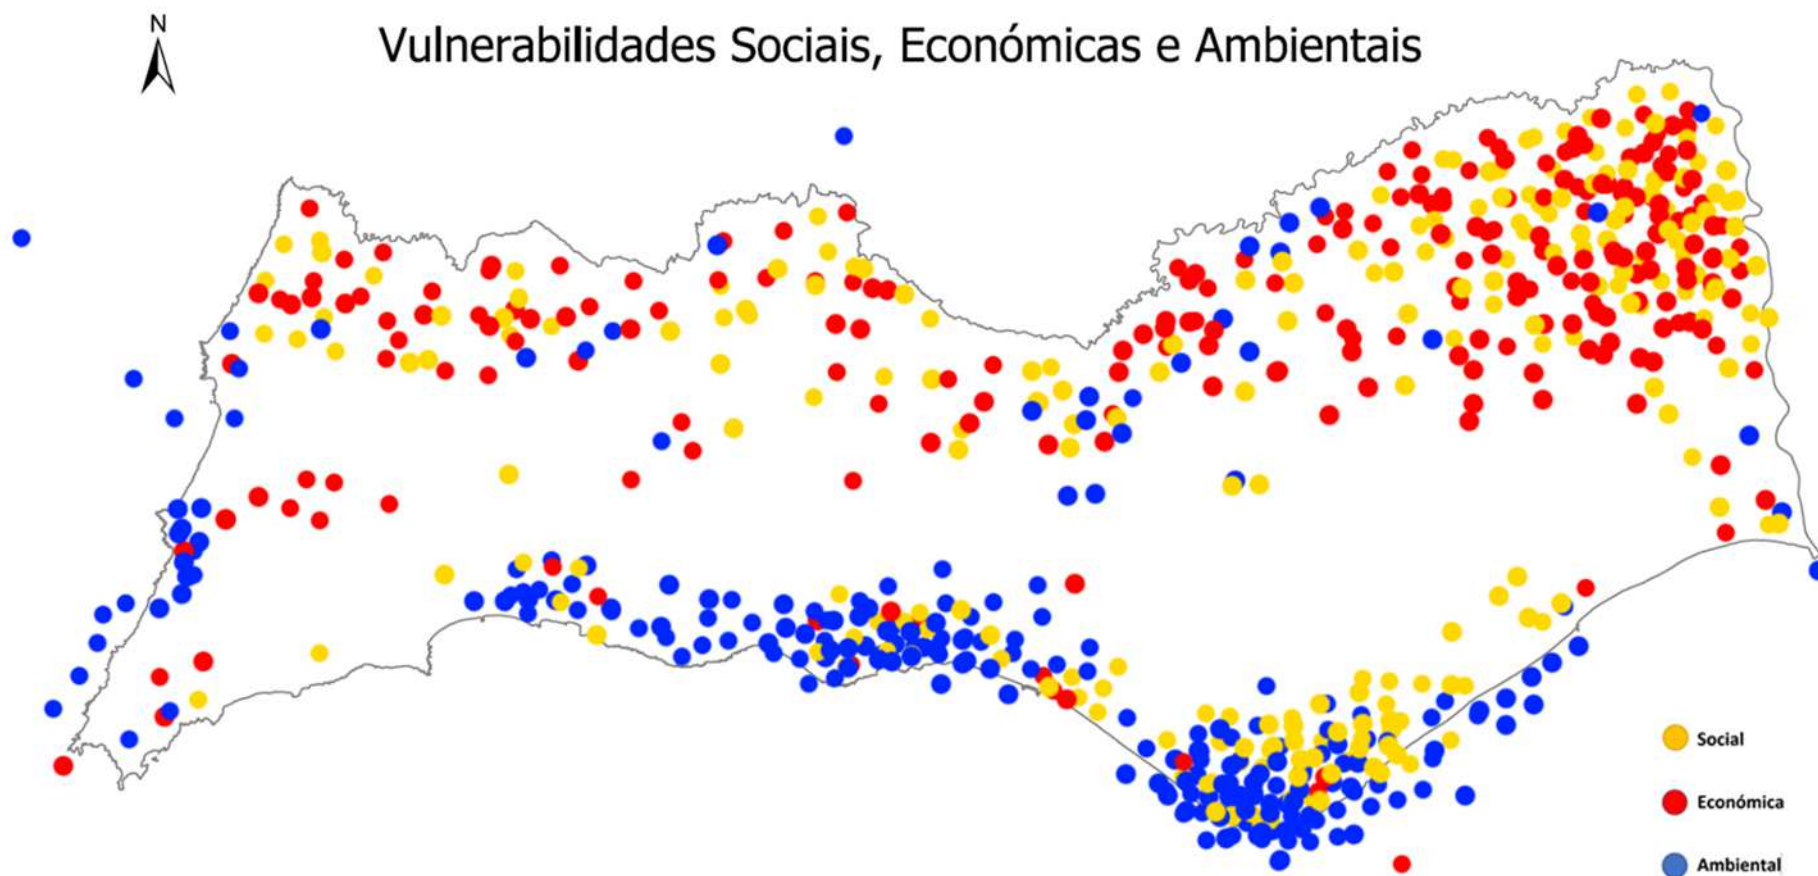 N
Vulnerabilidades Sociais, Económicas e Ambientais
Social
Económica
Ambiental